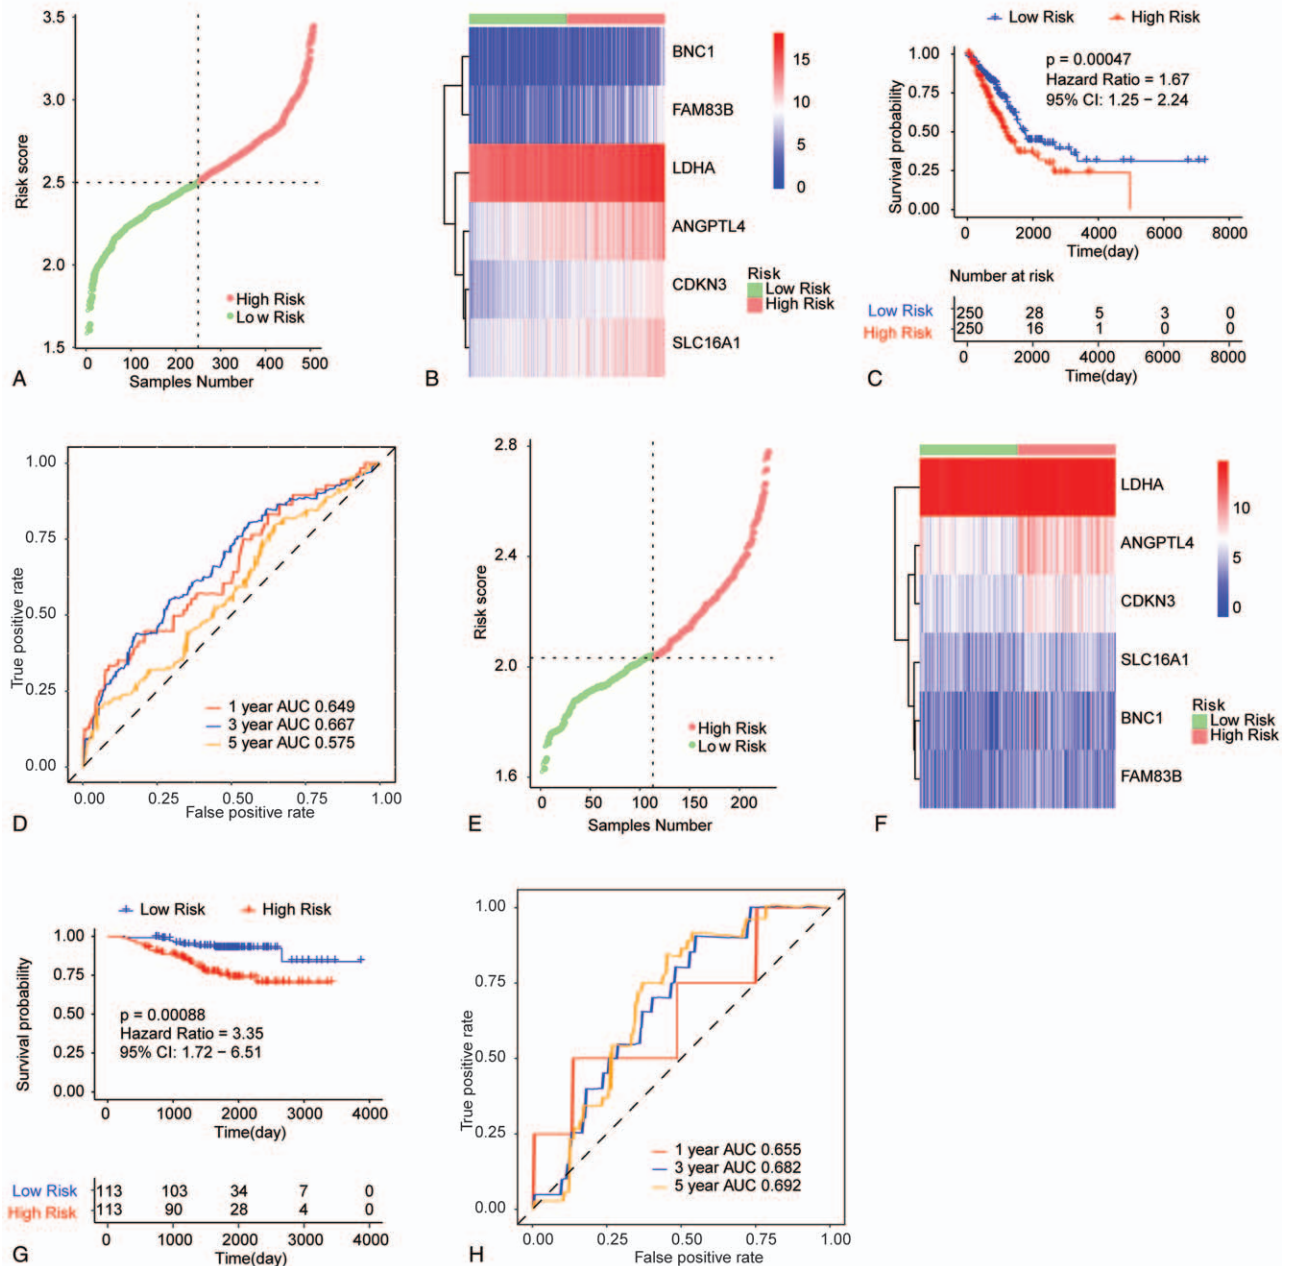 3.5
3.0
2.5
2.0
1.5
Risk score
High Risk
Low Risk
0 100 200 300 400 500
Samples Number
A
BNC1
FAM83B
LDHA
ANGPTL4
CDKN3
SLC16A1
15
10
5
0
Risk
Low Risk
High Risk
B
Low Risk High Risk
1.00
0.75
0.50
0.25
0.00
Survival probability
p = 0.00047
Hazard Ratio = 1.67
95% CI: 1.25 − 2.24
0 2000 4000 6000 8000
Time(day)
Number at risk
Low Risk 250 28 5 3 0
High Risk 250 16 1 0 0
0 2000 4000 6000 8000
Time(day)
C
1.00
0.75
0.50
0.25
0.00
True positive rate
1 year AUC 0.649
3 year AUC 0.667
5 year AUC 0.575
0.00 0.25 0.50 0.75 1.00
False positive rate
D
2.8
2.4
2.0
1.6
Risk score
High Risk
Low Risk
0 50 100 150 200
Samples Number
E
LDHA
ANGPTL4
CDKN3
SLC16A1
BNC1
FAM83B
10
5
0
Risk
Low Risk
High Risk
F
Low Risk High Risk
1.00
0.75
0.50
0.25
0.00
Survival probability
p = 0.00088
Hazard Ratio = 3.35
95% CI: 1.72 − 6.51
0 1000 2000 3000 4000
Time(day)
Low Risk 113 103 34 7 0
High Risk 113 90 28 4 0
0 1000 2000 3000 4000
Time(day)
G
1.00
0.75
0.50
0.25
0.00
True positive rate
1 year AUC 0.655
3 year AUC 0.682
5 year AUC 0.692
0.00 0.25 0.50 0.75 1.00
False positive rate
H